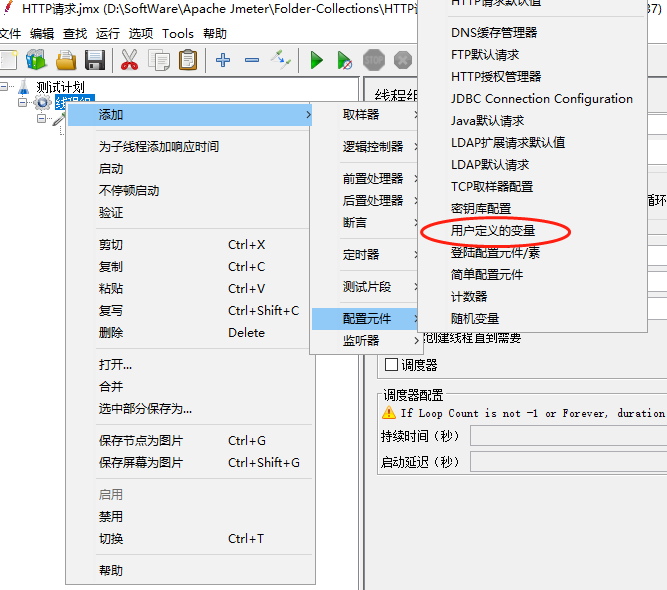 HTTP请求.jmx (D:\SoftWare\Apache Jmeter\Folder-Collections\HTTP
37)
文件 编辑 查找 运行 选项 Tools 帮助
测试计划
线程组
线程组
添加
为子线程添加响应时间
启动
不停顿启动
验证
剪切 Ctrl+X
复制 Ctrl+C
粘贴 Ctrl+V
复写 Ctrl+Shift+C
删除 Delete
打开...
合并
选中部分保存为...
保存节点为图片 Ctrl+G
保存屏幕为图片 Ctrl+Shift+G
启用
禁用
切换 Ctrl+T
帮助
取样器
逻辑控制器
前置处理器
后置处理器
断言
定时器
测试片段
配置元件
监听器
HTTP请求默认值
DNS缓存管理器
FTP默认请求
HTTP授权管理器
JDBC Connection Configuration
Java默认请求
LDAP扩展请求默认值
LDAP默认请求
TCP取样器配置
密钥库配置
用户定义的变量
登陆配置元件/素
简单配置元件
计数器
随机变量
循环
创建线程直到需要
调度器
调度器配置
If Loop Count is not -1 or Forever, duration
持续时间（秒）
启动延迟（秒）